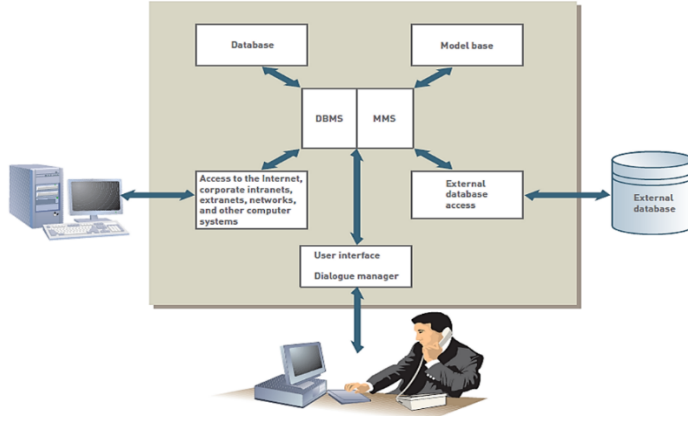 Database
Model base
DBMS
MMS
Access to the Internet,
corporate intranets,
extranets, networks,
and other computer
systems
External
database
access
External
database
User interface
Dialogue manager